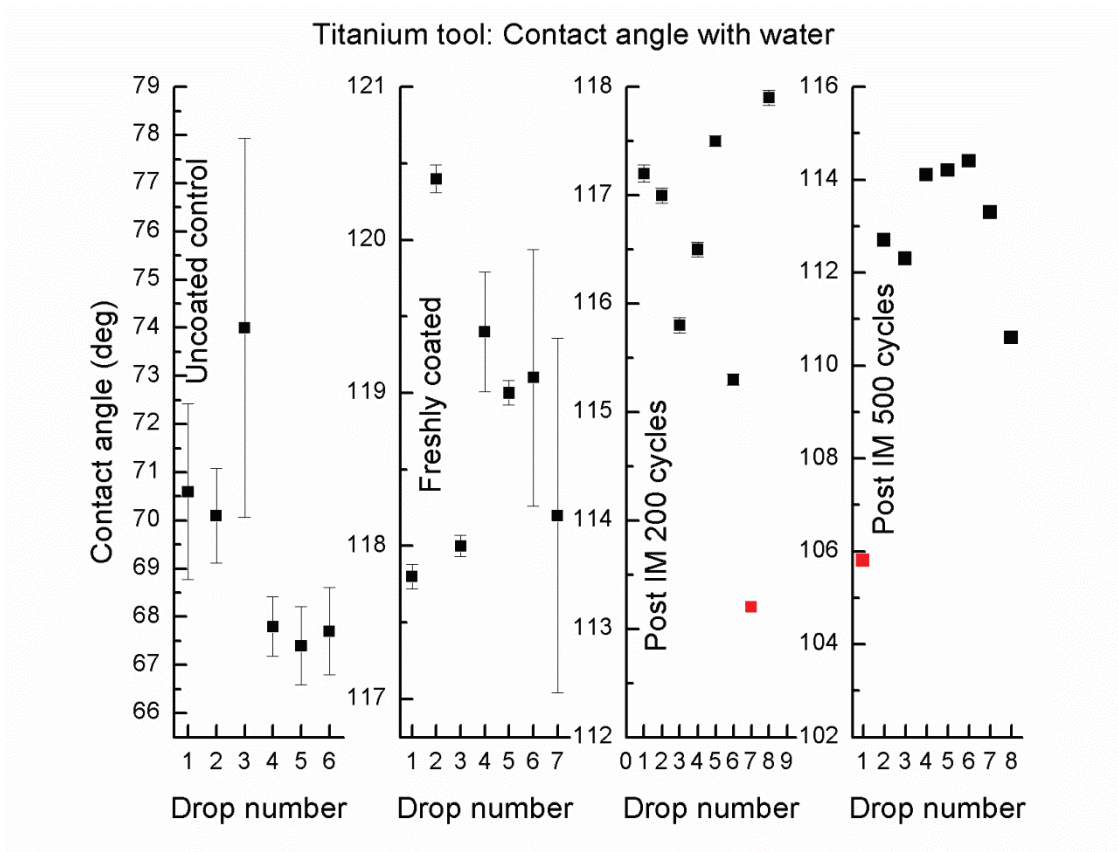 Titanium tool: Contact angle with water
Contact angle (deg)
79
78
77
76
75
74
73
72
71
70
69
68
67
66
Uncoated control
1 2 3 4 5 6
Drop number
121
120
119
118
117
Freshly coated
1 2 3 4 5 6 7
Drop number
118
117
116
115
114
113
112
Post IM 200 cycles
0 1 2 3 4 5 6 7 8 9
Drop number
116
114
112
110
108
106
104
102
Post IM 500 cycles
1 2 3 4 5 6 7 8
Drop number